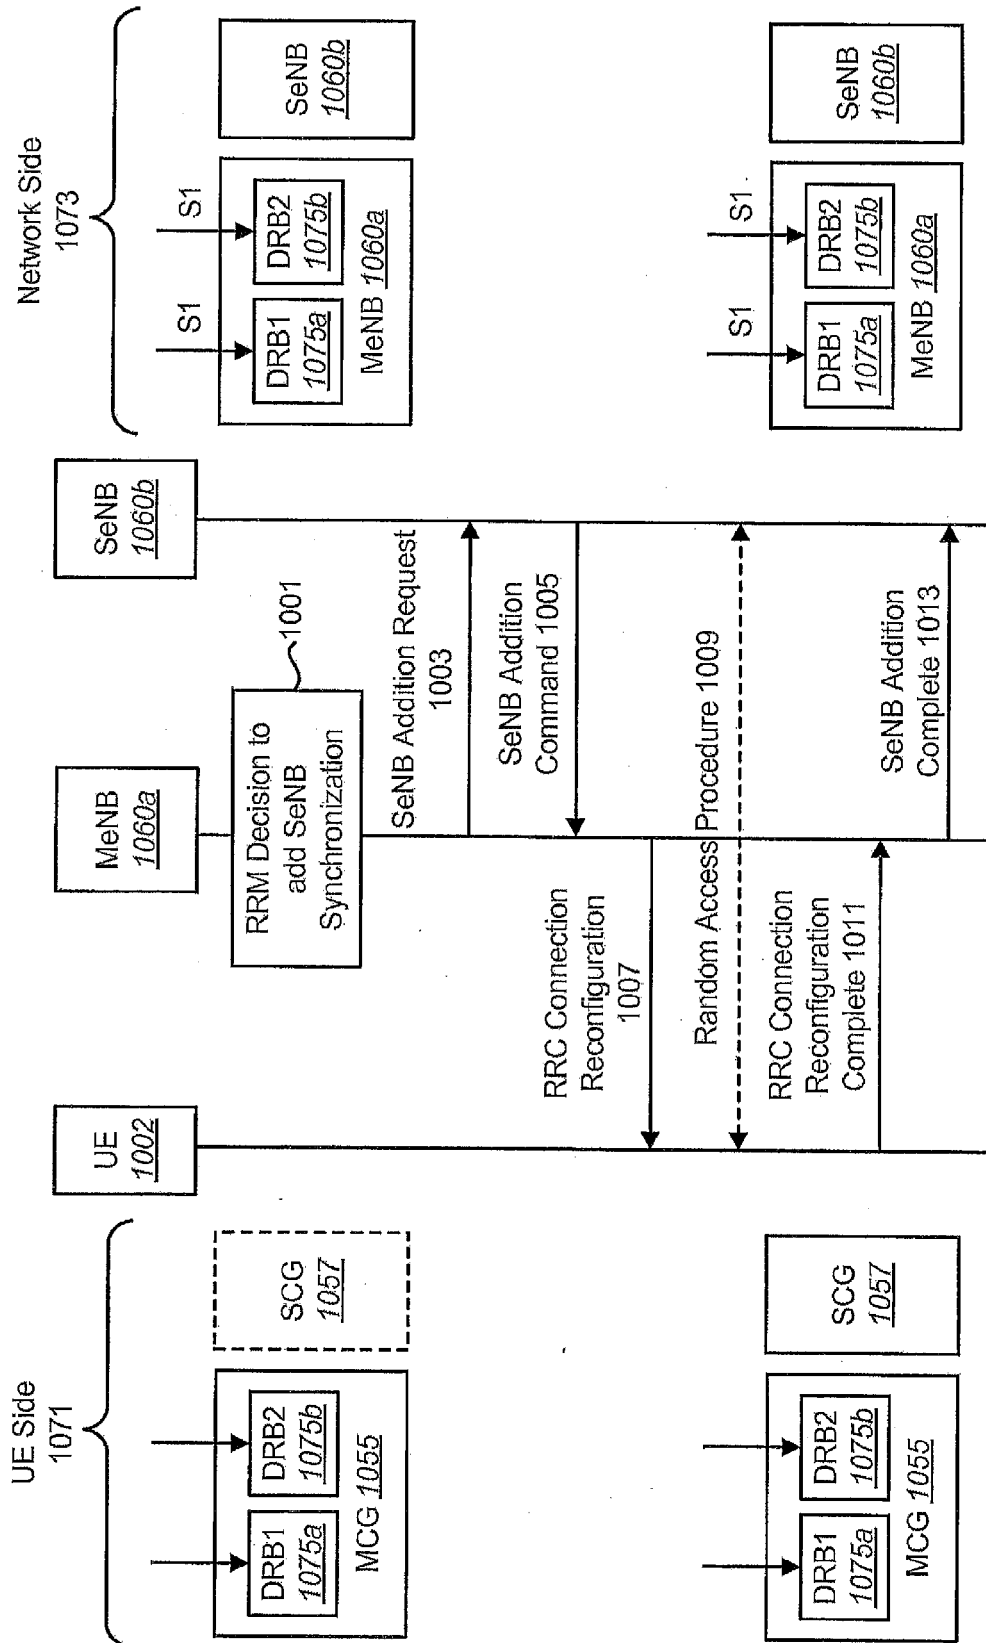 UE Side
1071
Network Side
1073
UE
1002
MeNB
1060a
SeNB
1060b
DRB1
1075a
DRB2
1075b
MCG 1055
SCG
1057
S1
S1
DRB1
1075a
DRB2
1075b
MeNB 1060a
SeNB
1060b
RRM Decision to
add SeNB
Synchronization
1001
SeNB Addition Request
1003
SeNB Addition
Command 1005
RRC Connection
Reconfiguration
1007
Random Access Procedure 1009
RRC Connection
Reconfiguration
Complete 1011
SeNB Addition
Complete 1013
DRB1
1075a
DRB2
1075b
MCG 1055
SCG
1057
S1
S1
DRB1
1075a
DRB2
1075b
MeNB 1060a
SeNB
1060b